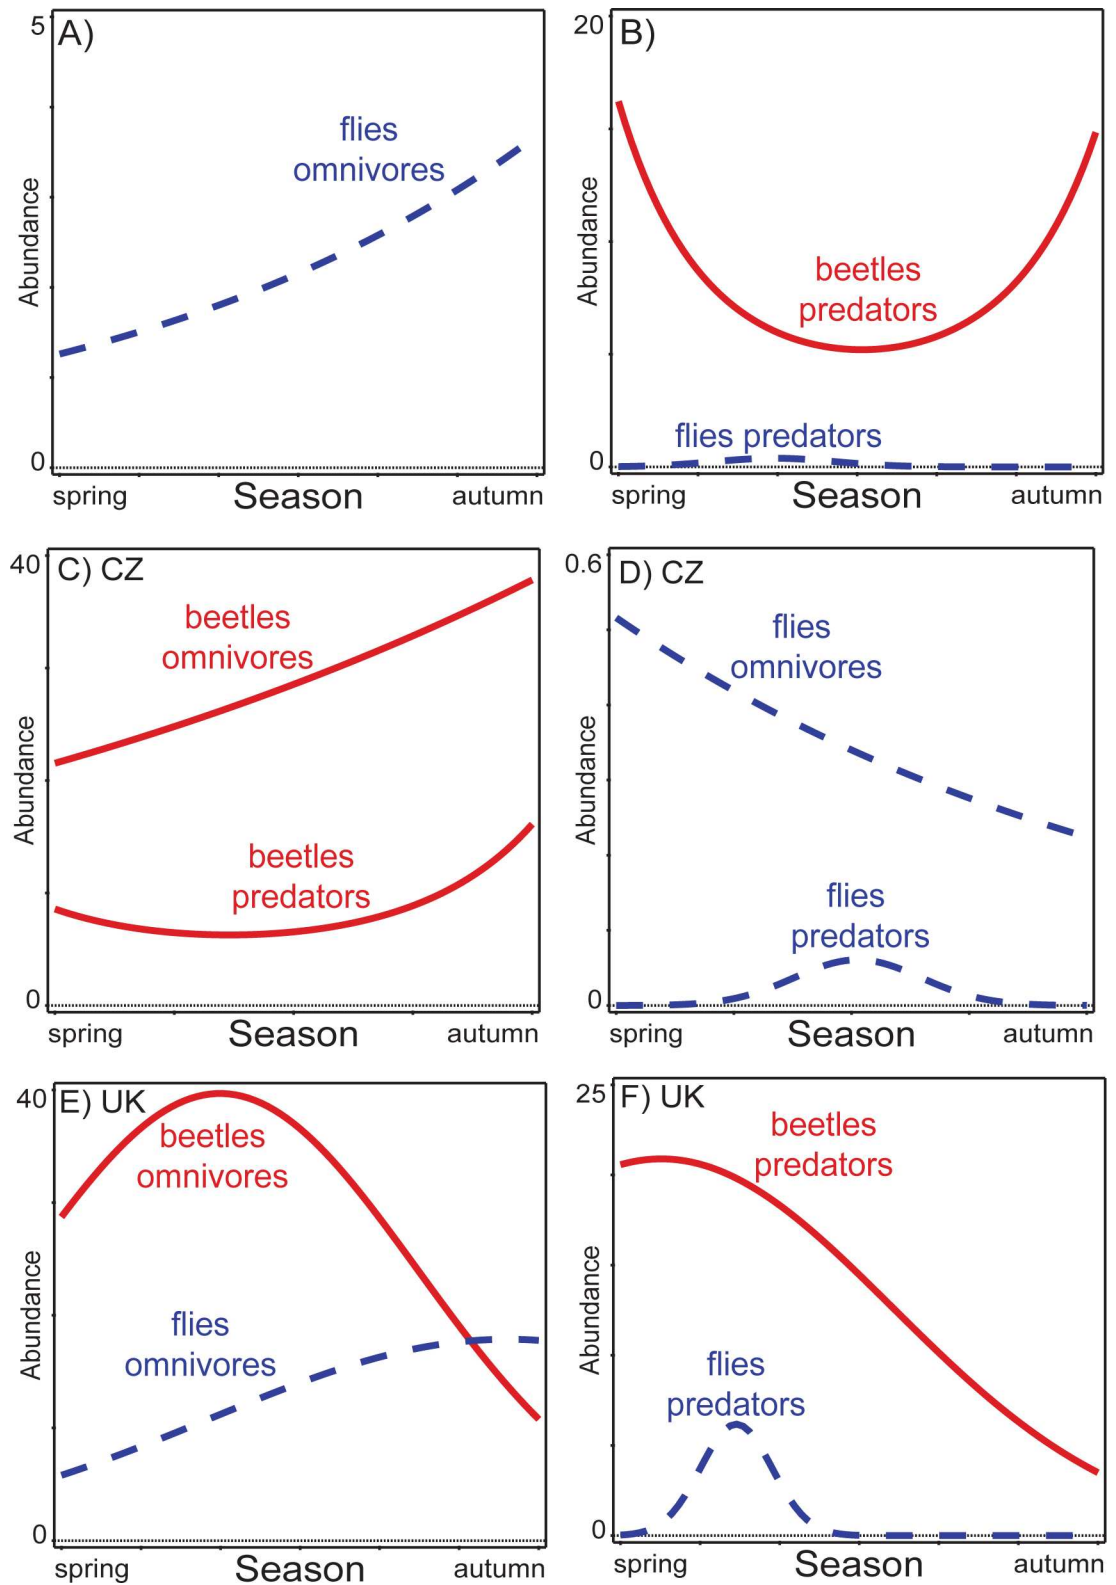 5
A)
flies
omnivores
Abundance
0
spring
Season
autumn
20
B)
beetles
predators
flies predators
Abundance
0
spring
Season
autumn
40
C) CZ
beetles
omnivores
beetles
predators
Abundance
0
spring
Season
autumn
0.6
D) CZ
flies
omnivores
flies
predators
Abundance
0
spring
Season
autumn
40
E) UK
beetles
omnivores
flies
omnivores
Abundance
0
spring
Season
autumn
25
F) UK
beetles
predators
flies
predators
Abundance
0
spring
Season
autumn